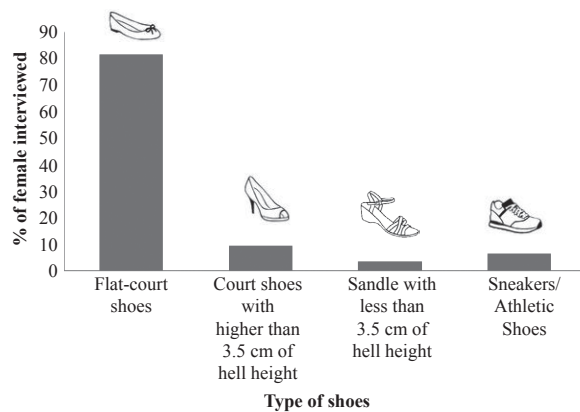 % of female interviewed
90
80
70
60
50
40
30
20
10
0
Flat-court
shoes
Court shoes
with
higher than
3.5 cm of
hell height
Sandle with
less than
3.5 cm of
hell height
Sneakers/
Athletic
Shoes
Type of shoes